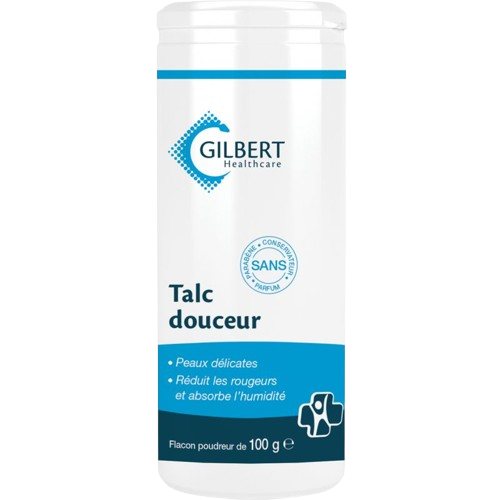 GILBERT
Healthcare
PARABÈNE • CONSERVATEUR • PARFUM •
SANS
Talc
douceur
• Peaux délicates
• Réduit les rougeurs
et absorbe l'humidité
Flacon poudreur de 100 g ℮